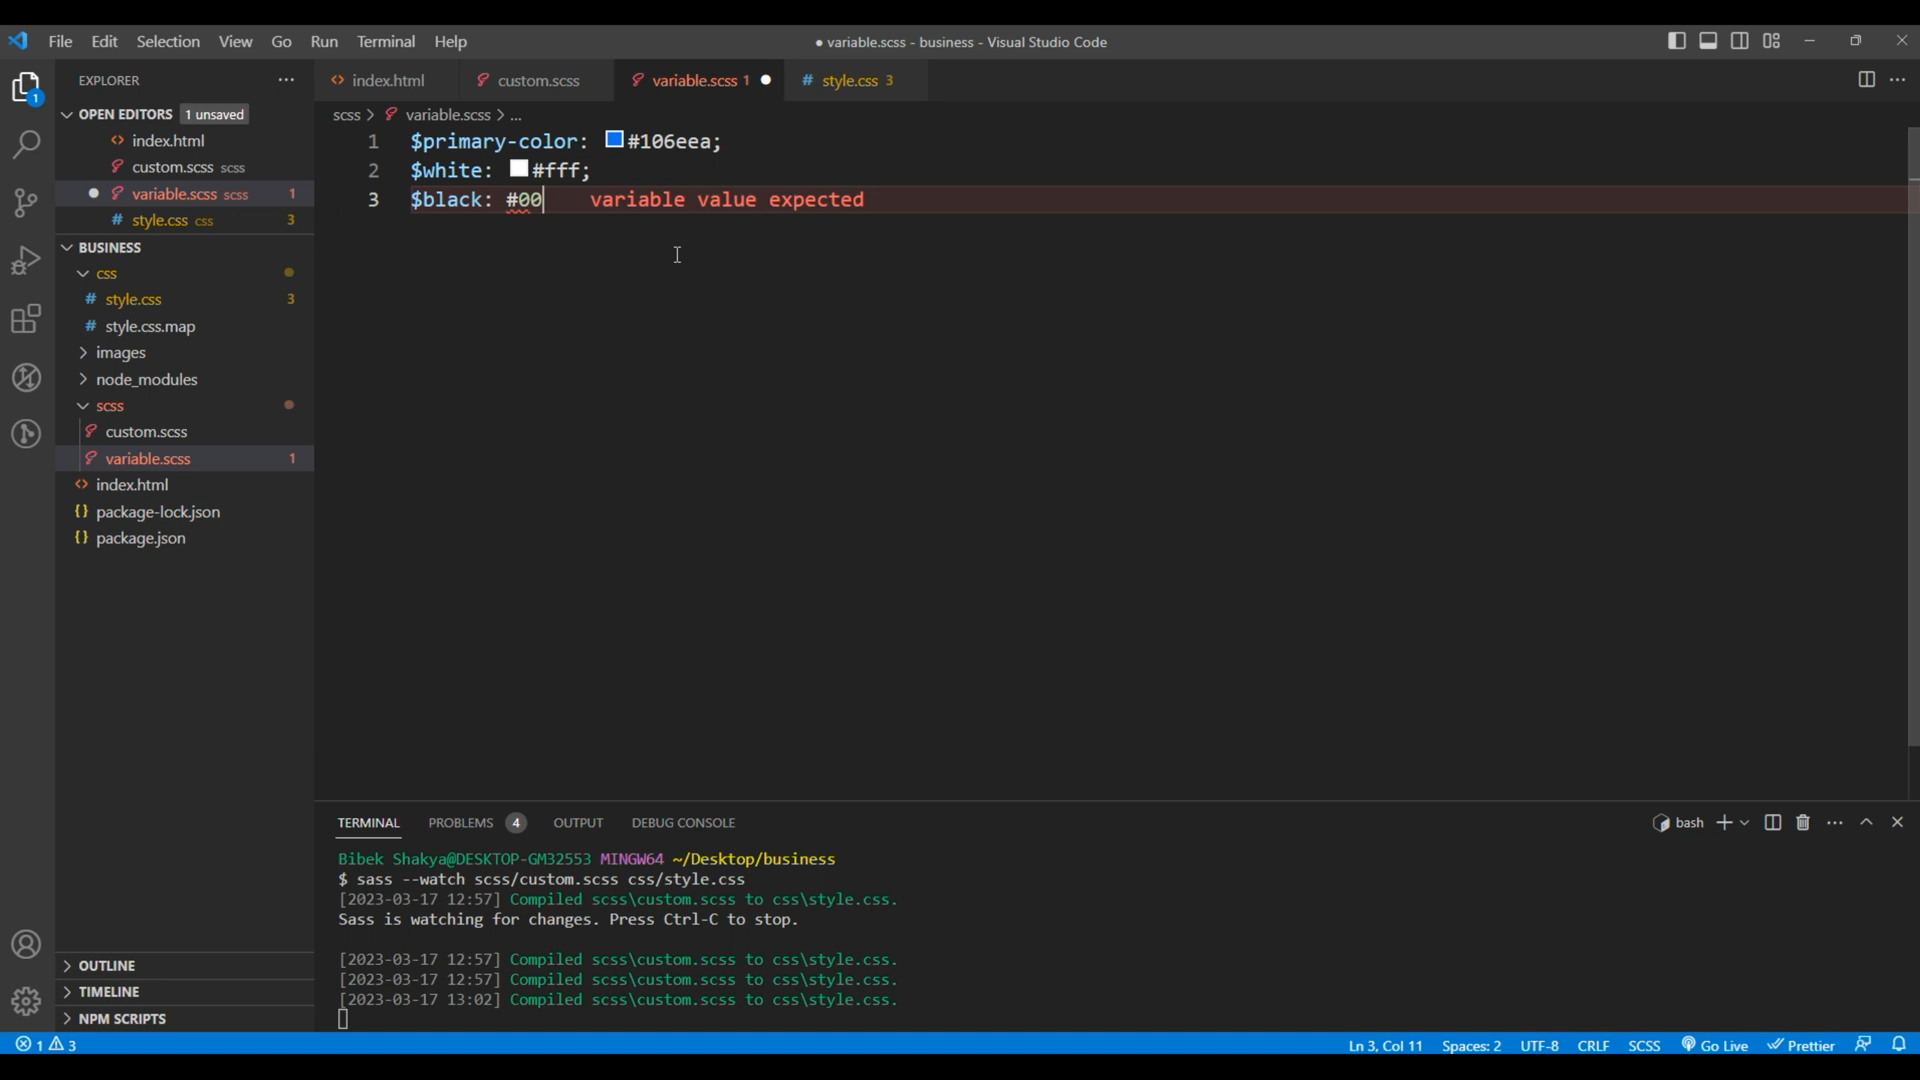 File Edit Selection View Go Run Terminal Help
● variable.scss - business - Visual Studio Code
1
EXPLORER
OPEN EDITORS 1 unsaved
index.html
custom.scss scss
variable.scss scss 1
style.css css 3
BUSINESS
css
style.css 3
style.css.map
images
node_modules
scss
custom.scss
variable.scss 1
index.html
package-lock.json
package.json
OUTLINE
TIMELINE
NPM SCRIPTS
index.html custom.scss variable.scss 1 style.css 3
scss > variable.scss > ...
1 $primary-color: #106eea;
2 $white: #fff;
3 $black: #00 variable value expected
TERMINAL PROBLEMS 4 OUTPUT DEBUG CONSOLE
bash
Bibek Shakya@DESKTOP-GM32553 MINGW64 ~/Desktop/business
$ sass --watch scss/custom.scss css/style.css
[2023-03-17 12:57] Compiled scss\custom.scss to css\style.css.
Sass is watching for changes. Press Ctrl-C to stop.
[2023-03-17 12:57] Compiled scss\custom.scss to css\style.css.
[2023-03-17 12:57] Compiled scss\custom.scss to css\style.css.
[2023-03-17 13:02] Compiled scss\custom.scss to css\style.css.
1 3
Ln 3, Col 11 Spaces: 2 UTF-8 CRLF SCSS Go Live Prettier